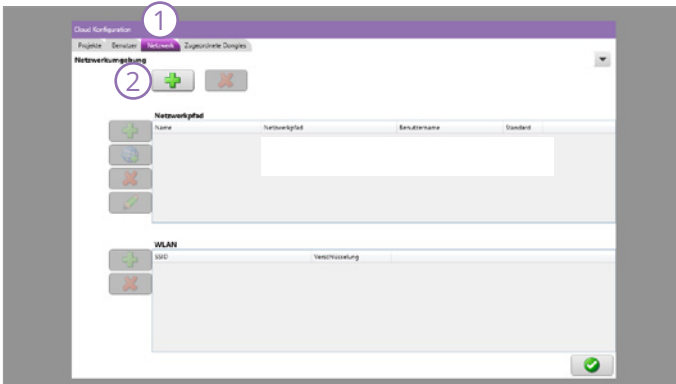 1
Cloud Konfiguration
Projekte Benutzer Netzwerk Zugeordnete Dongles
Netzwerkumgebung
2
Netzwerkpfad
Name Netzwerkpfad Benutzername Standard
WLAN
SSID Verschlüsselung